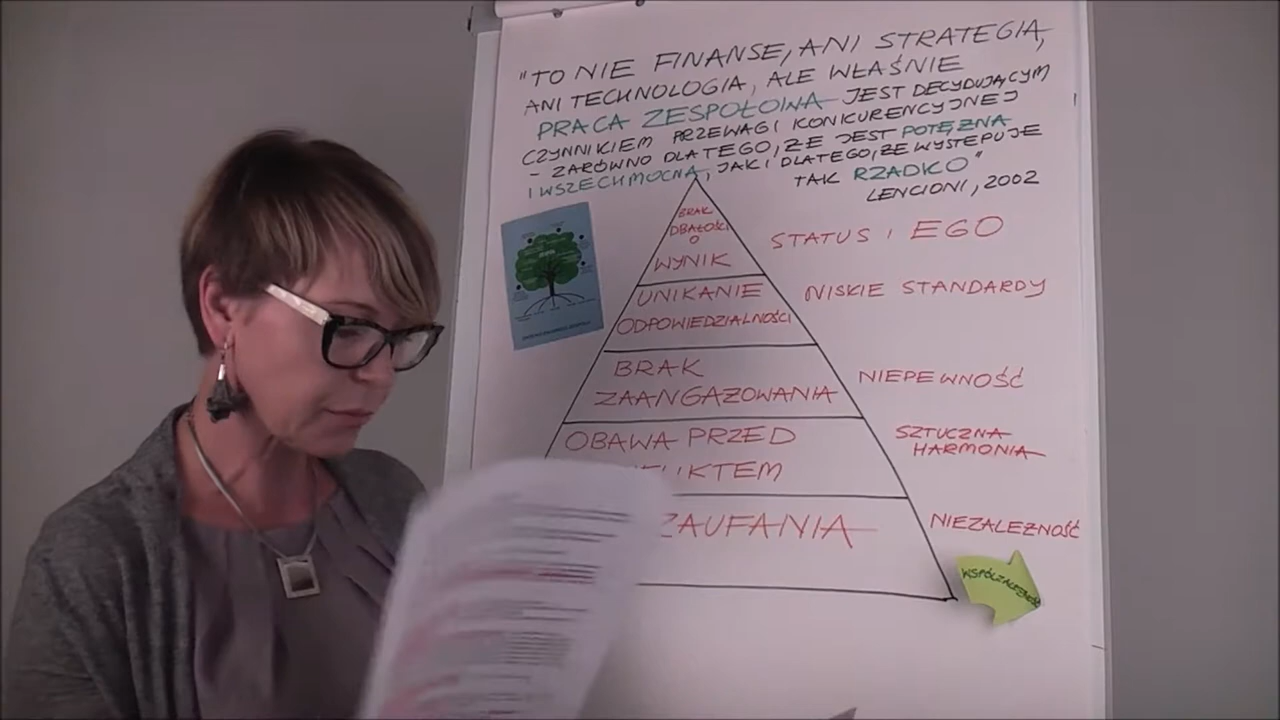 "TO NIE FINANSE, ANI STRATEGIA,
ANI TECHNOLOGIA, ALE WŁAŚNIE
PRACA ZESPOŁOWA JEST DECYDUJĄCYM
CZYNNIKIEM PRZEWAGI KONKURENCYJNEJ
- ZARÓWNO DLATEGO, ŻE JEST POTĘŻNA
I WSZECHMOCNA, JAK I DLATEGO, ŻE WYSTĘPUJE
TAK RZADKO"
LENCIONI, 2002
BRAK
DBAŁOŚCI
O
WYNIK
STATUS i EGO
UNIKANIE
ODPOWIEDZIALNOŚCI
NISKIE STANDARDY
BRAK
ZAANGAŻOWANIA
NIEPEWNOŚĆ
OBAWA PRZED
SZTUCZNA
HARMONIA
ZAUFANIA
NIEZALEŻNOŚĆ
WSPÓŁZALEŻNOŚĆ